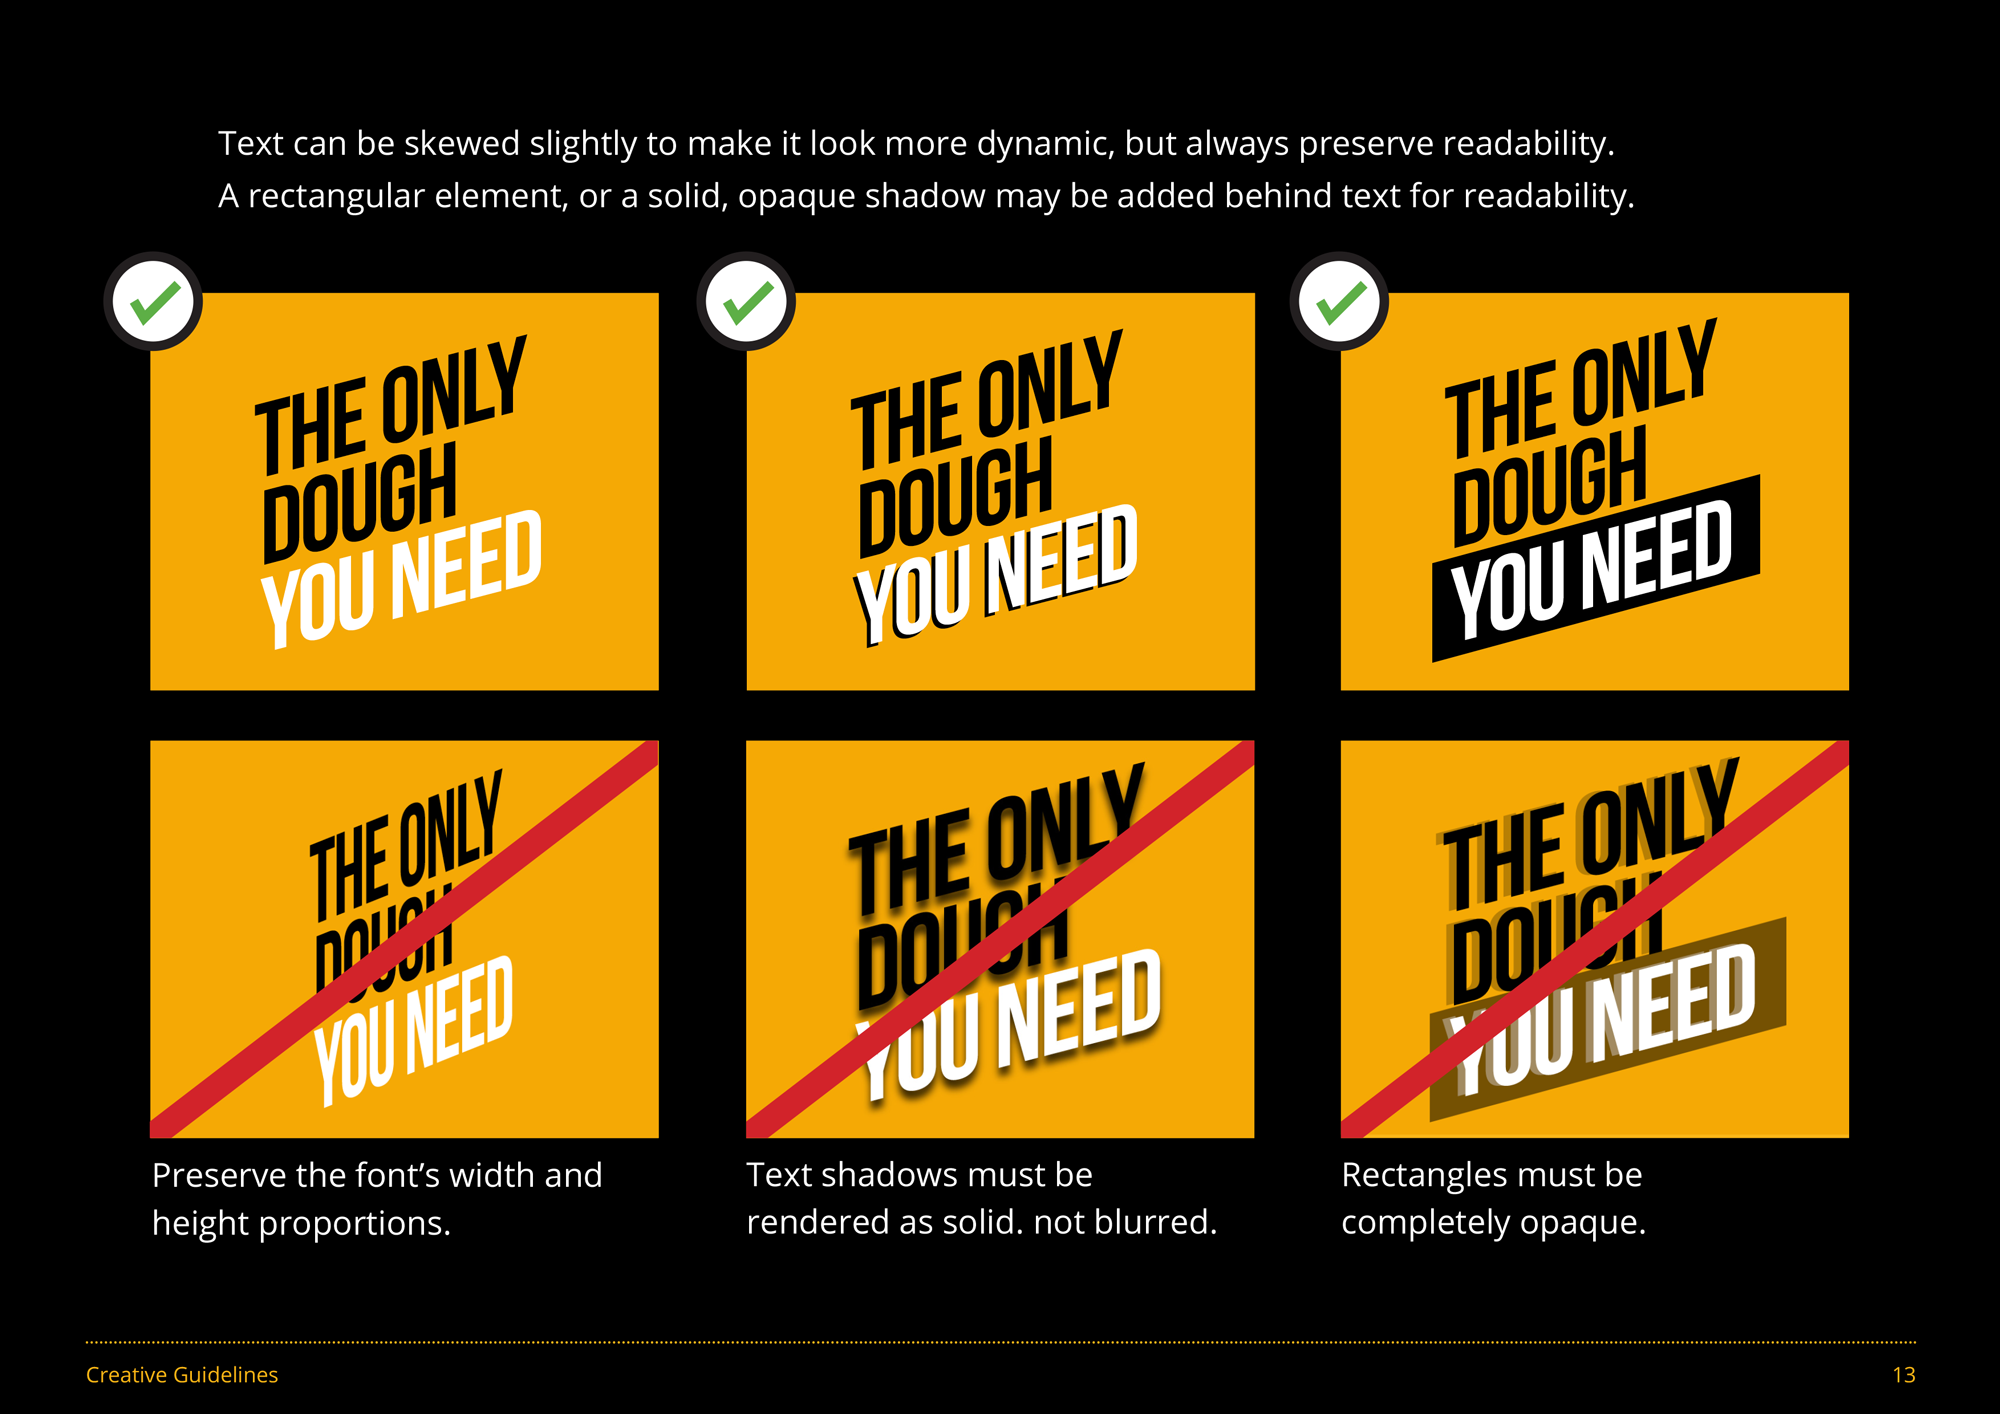 Text can be skewed slightly to make it look more dynamic, but always preserve readability.
A rectangular element, or a solid, opaque shadow may be added behind text for readability.
THE ONLY
DOUGH
YOU NEED
THE ONLY
DOUGH
YOU NEED
THE ONLY
DOUGH
YOU NEED
THE ONLY
DOUGH
YOU NEED
THE ONLY
DOUGH
YOU NEED
THE ONLY
DOUGH
YOU NEED
Preserve the font’s width and
height proportions.
Text shadows must be
rendered as solid. not blurred.
Rectangles must be
completely opaque.
Creative Guidelines
13